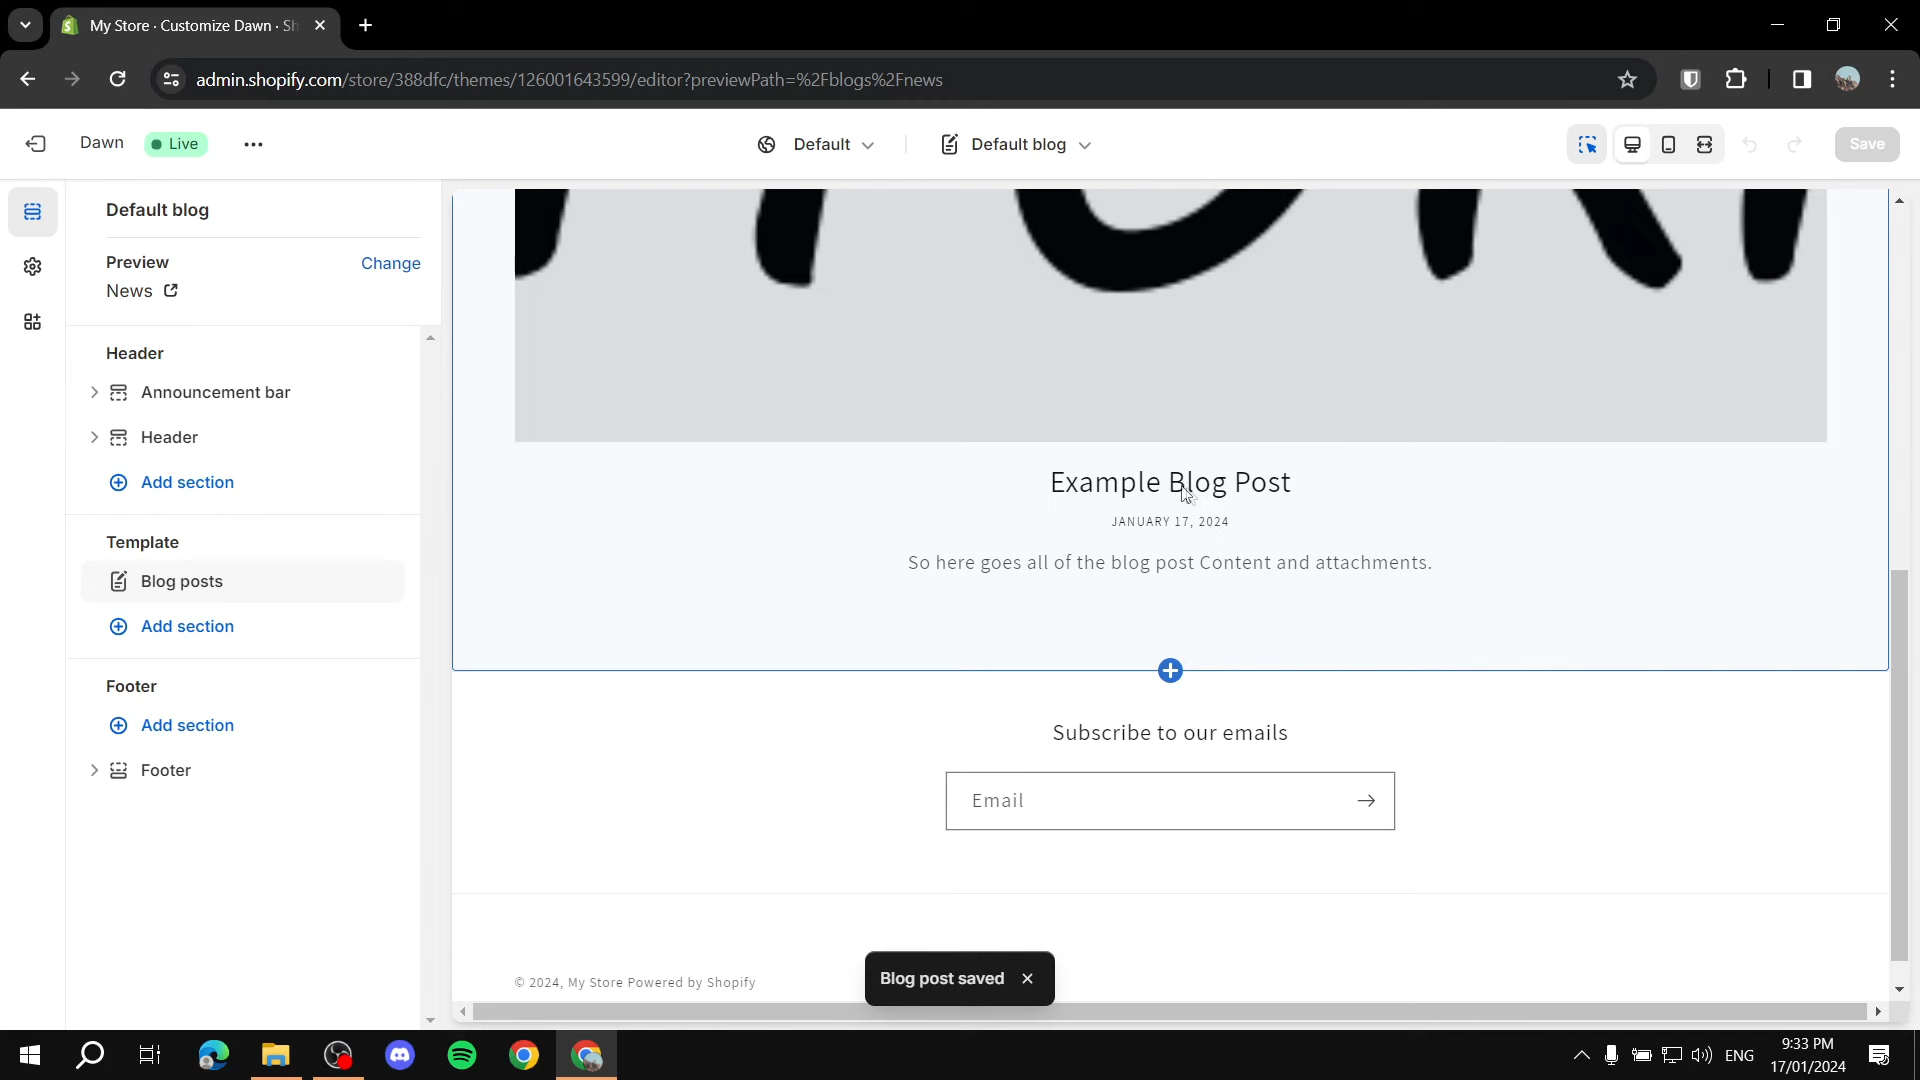 My Store · Customize Dawn · Sh
admin.shopify.com/store/388dfc/themes/126001643599/editor?previewPath=%2Fblogs%2Fnews
Dawn
Live
Default
Default blog
Save
Default blog
Preview
Change
News
Header
Announcement bar
Header
Add section
Template
Blog posts
Add section
Footer
Add section
Footer
Example Blog Post
JANUARY 17, 2024
So here goes all of the blog post Content and attachments.
Subscribe to our emails
Email
© 2024, My Store Powered by Shopify
Blog post saved
ENG
9:33 PM
17/01/2024